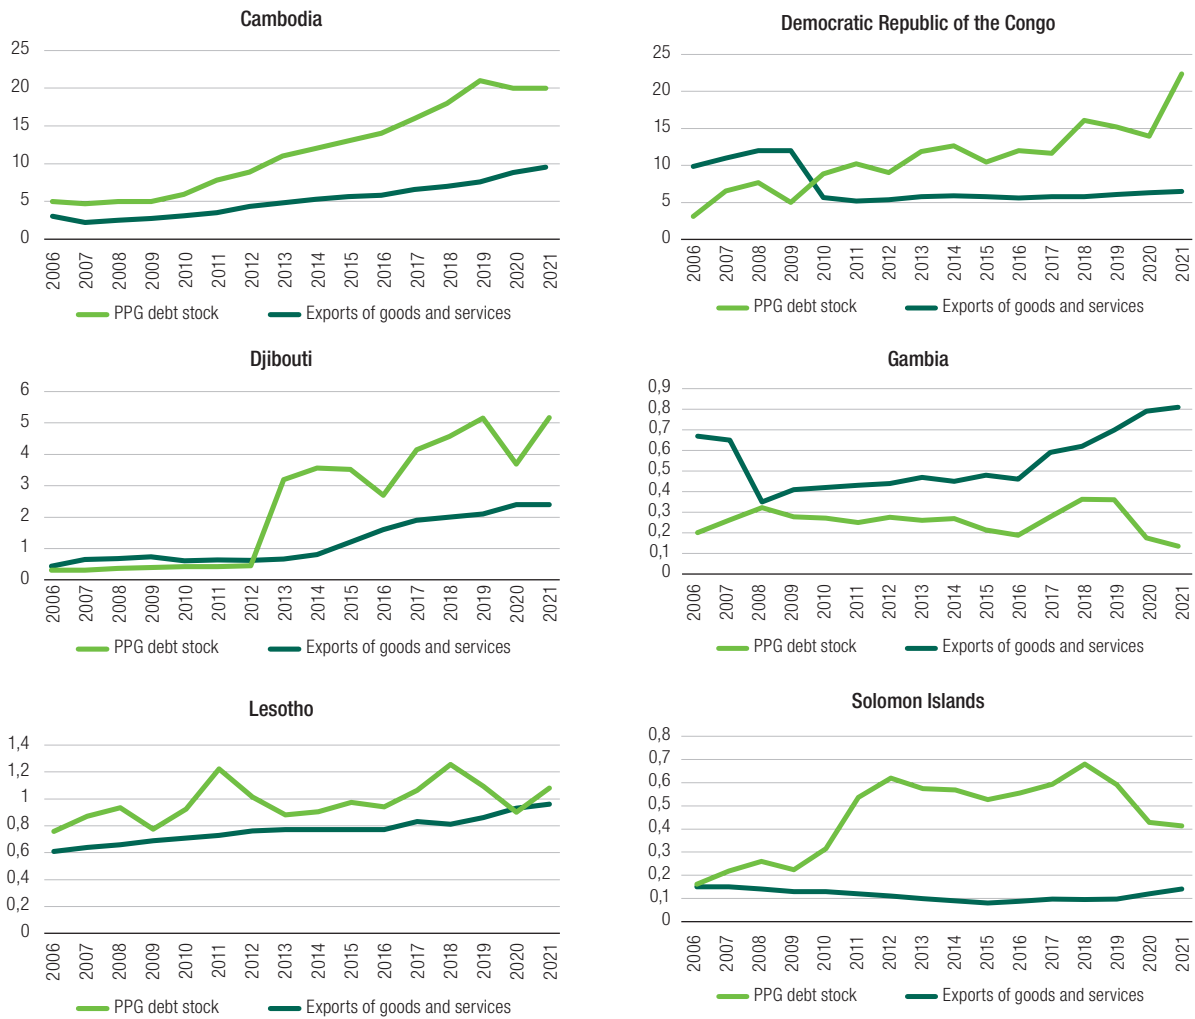 Cambodia
25
20
15
10
5
0
2006 2007 2008 2009 2010 2011 2012 2013 2014 2015 2016 2017 2018 2019 2020 2021
PPG debt stock Exports of goods and services
Democratic Republic of the Congo
25
20
15
10
5
0
2006 2007 2008 2009 2010 2011 2012 2013 2014 2015 2016 2017 2018 2019 2020 2021
PPG debt stock Exports of goods and services
Djibouti
6
5
4
3
2
1
0
2006 2007 2008 2009 2010 2011 2012 2013 2014 2015 2016 2017 2018 2019 2020 2021
PPG debt stock Exports of goods and services
Gambia
0,9
0,8
0,7
0,6
0,5
0,4
0,3
0,2
0,1
0
2006 2007 2008 2009 2010 2011 2012 2013 2014 2015 2016 2017 2018 2019 2020 2021
PPG debt stock Exports of goods and services
Lesotho
1,4
1,2
1
0,8
0,6
0,4
0,2
0
2006 2007 2008 2009 2010 2011 2012 2013 2014 2015 2016 2017 2018 2019 2020 2021
PPG debt stock Exports of goods and services
Solomon Islands
0,8
0,7
0,6
0,5
0,4
0,3
0,2
0,1
0
2006 2007 2008 2009 2010 2011 2012 2013 2014 2015 2016 2017 2018 2019 2020 2021
PPG debt stock Exports of goods and services